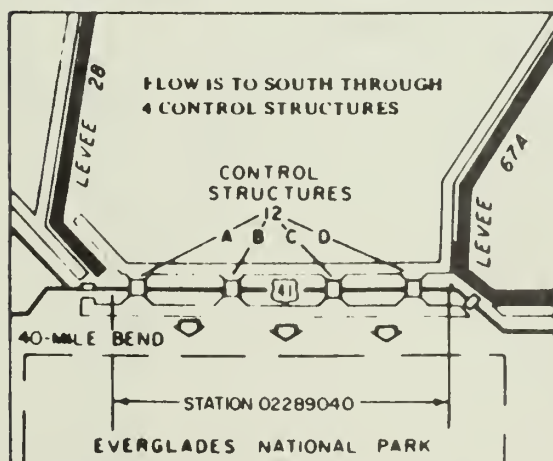 FLOW IS TO SOUTH THROUGH
4 CONTROL STRUCTURES
LEVEE 28
LEVEE 67A
CONTROL
STRUCTURES
12
A B C D
41
LEVEE
40-MILE BEND
STATION 02289040
EVERGLADES NATIONAL PARK